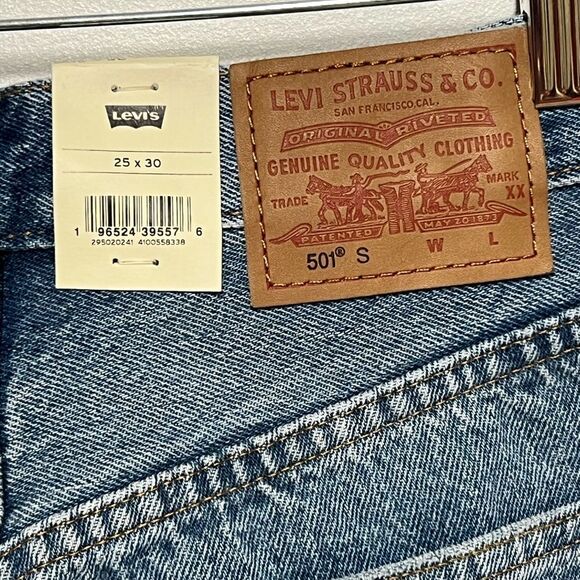 Levi's
25 x 30
1 96524 39557 6
295020241 4100558338
LEVI STRAUSS & CO.
SAN FRANCISCO, CAL.
ORIGINAL RIVETED
GENUINE QUALITY CLOTHING
TRADE MARK
XX
PATENTED MAY 20 1873
501® S W L